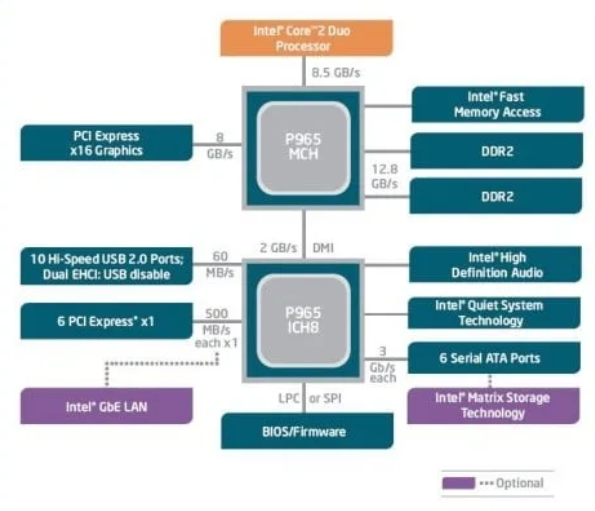 Intel® Core™2 Duo
Processor
8.5 GB/s
Intel® Fast
Memory Access
PCI Express
x16 Graphics
8
GB/s
P965
MCH
DDR2
12.8
GB/s
DDR2
2 GB/s
DMI
10 Hi-Speed USB 2.0 Ports;
Dual EHCI: USB disable
60
MB/s
Intel® High
Definition Audio
6 PCI Express* x1
500
MB/s
each x1
P965
ICH8
Intel® Quiet System
Technology
3
Gb/s
each
6 Serial ATA Ports
Intel® GbE LAN
LPC or SPI
Intel® Matrix Storage
Technology
BIOS/Firmware
Optional